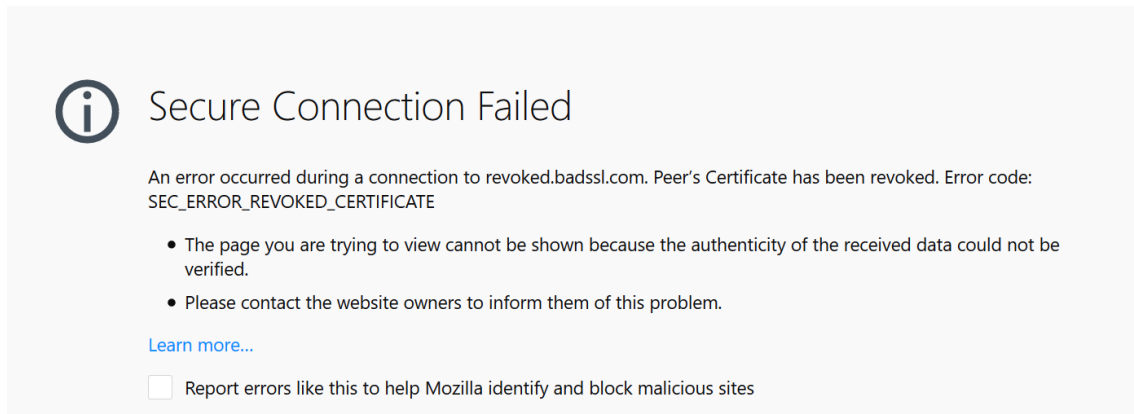 Secure Connection Failed
An error occurred during a connection to revoked.badssl.com. Peer’s Certificate has been revoked. Error code:
SEC_ERROR_REVOKED_CERTIFICATE
• The page you are trying to view cannot be shown because the authenticity of the received data could not be
verified.
• Please contact the website owners to inform them of this problem.
Learn more…
Report errors like this to help Mozilla identify and block malicious sites